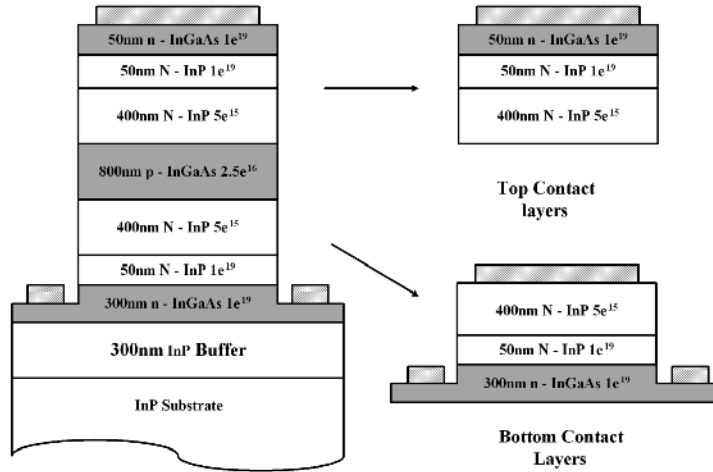 50nm n - InGaAs 1e19
50nm N - InP 1e19
400nm N - InP 5e15
800nm p - InGaAs 2.5e16
400nm N - InP 5e15
50nm N - InP 1e19
300nm n - InGaAs 1e19
300nm InP Buffer
InP Substrate
50nm n - InGaAs 1e19
50nm N - InP 1e19
400nm N - InP 5e15
Top Contact
layers
400nm N - InP 5e15
50nm N - InP 1e19
300nm n - InGaAs 1e19
Bottom Contact
Layers